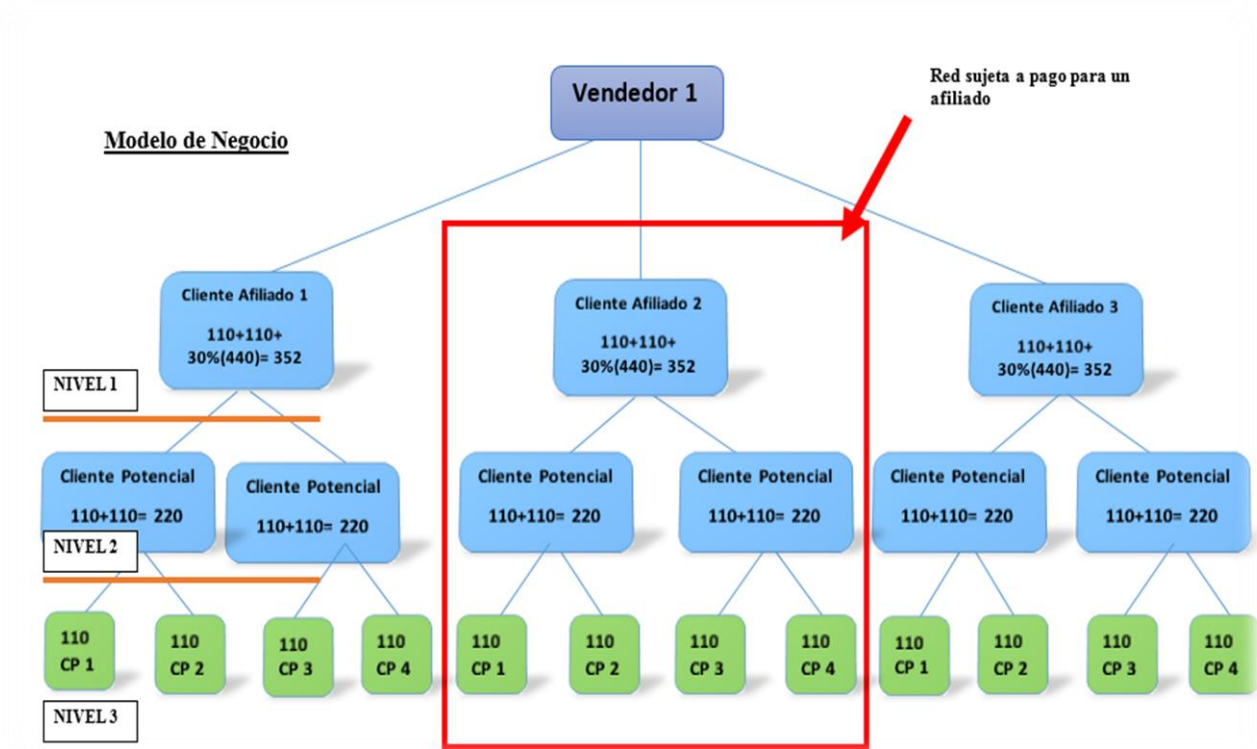 Vendedor 1
Red sujeta a pago para un
afiliado
Modelo de Negocio
Cliente Afiliado 1
110+110+
30%(440)= 352
Cliente Afiliado 2
110+110+
30%(440)= 352
Cliente Afiliado 3
110+110+
30%(440)= 352
NIVEL 1
Cliente Potencial
110+110= 220
Cliente Potencial
110+110= 220
Cliente Potencial
110+110= 220
Cliente Potencial
110+110= 220
Cliente Potencial
110+110= 220
Cliente Potencial
110+110= 220
NIVEL 2
110
CP 1
110
CP 2
110
CP 3
110
CP 4
110
CP 1
110
CP 2
110
CP 3
110
CP 4
110
CP 1
110
CP 2
110
CP 3
110
CP 4
NIVEL 3